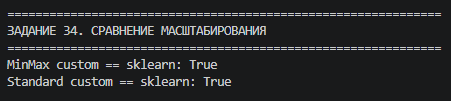 ============================================================
ЗАДАНИЕ 34. СРАВНЕНИЕ МАСШТАБИРОВАНИЯ
============================================================
MinMax custom == sklearn: True
Standard custom == sklearn: True